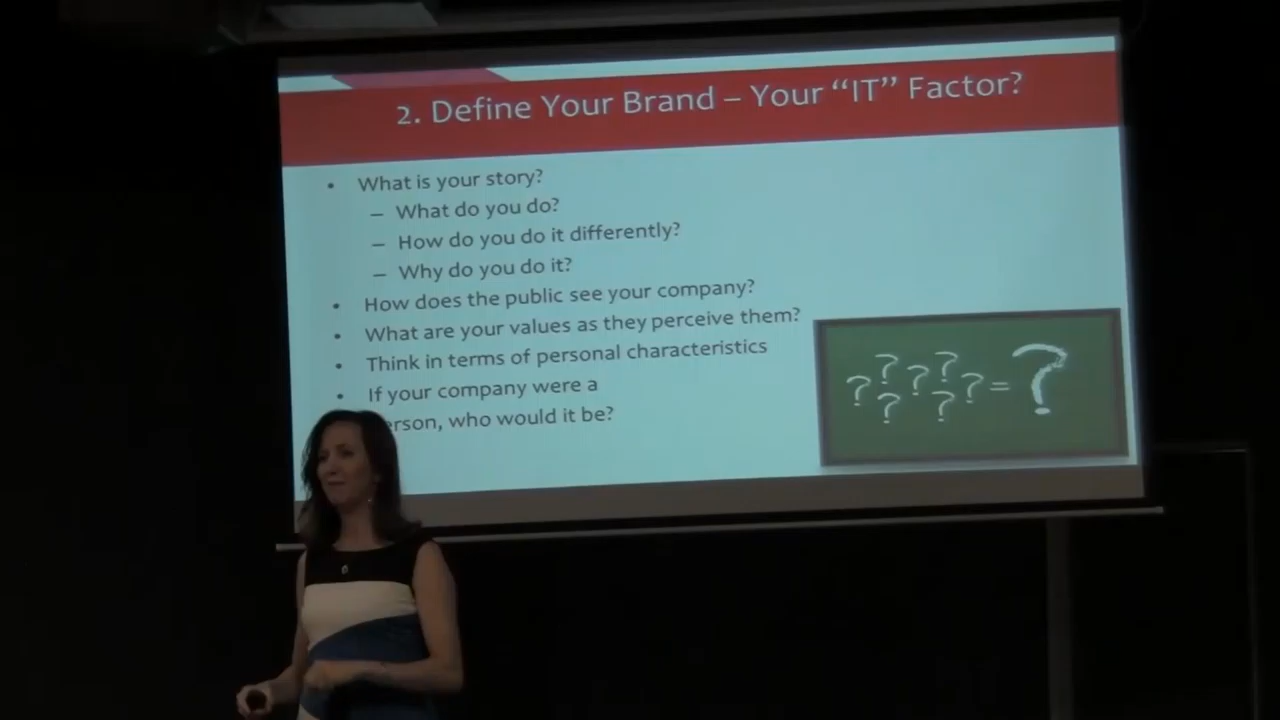 2. Define Your Brand – Your “IT” Factor?
• What is your story?
– What do you do?
– How do you do it differently?
– Why do you do it?
• How does the public see your company?
• What are your values as they perceive them?
• Think in terms of personal characteristics
• If your company were a
erson, who would it be?
? ? ? ? ? ? ? = ?